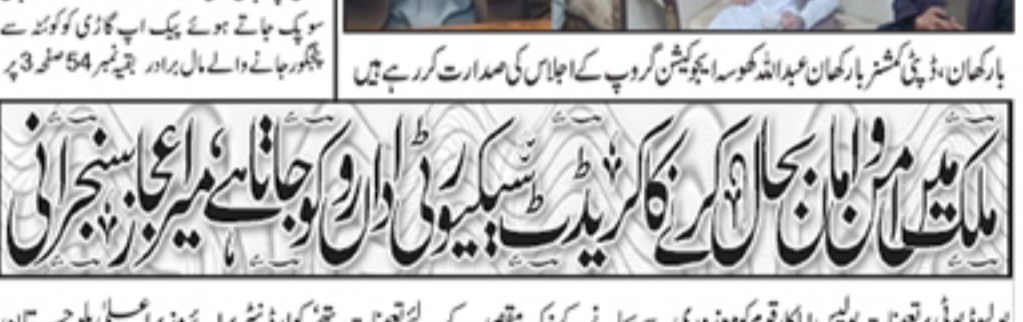 سوپک جاتے ہوئے پیک اپ گاڑی کو کوئٹہ سے
پنجگور جانے والے مال بردار بقیہ نمبر 54 صفحہ 3 پر
بارکھان، ڈپٹی کمشنر بارکھان عبداللہ کھوسہ ایجوکیشن گروپ کے اجلاس کی صدارت کر رہے ہیں
ملک میں امن و امان بحال کرنے کا کریڈٹ سیکیورٹی اداروں کو جاتا ہے، میر اعجاز سنجرانی